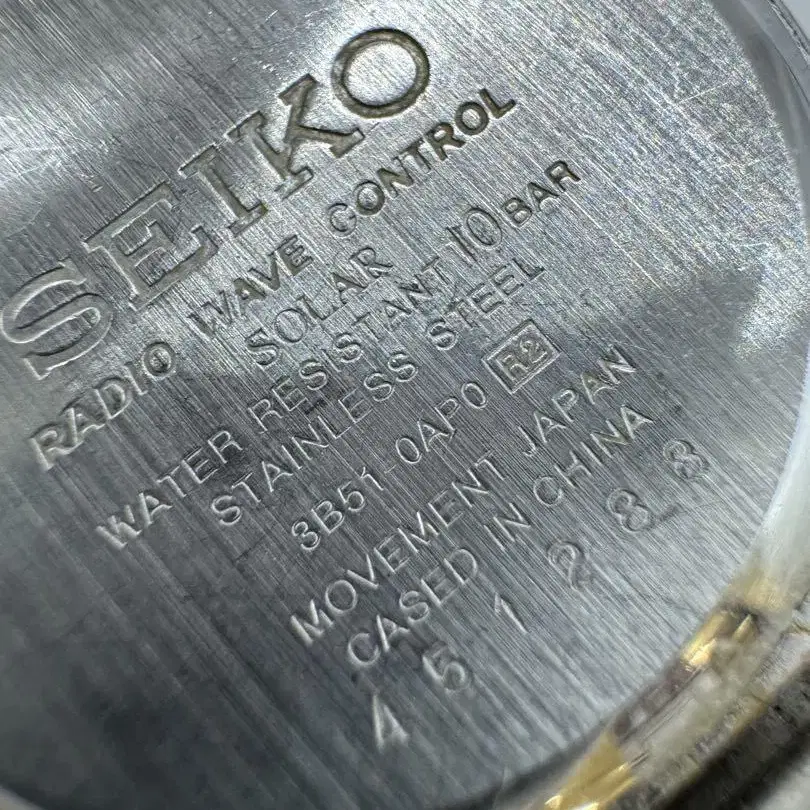 SEIKO
RADIO WAVE CONTROL
SOLAR
WATER RESISTANT 10 BAR
STAINLESS STEEL
3B51-0AP0 R2
MOVEMENT JAPAN
CASED IN CHINA
451288